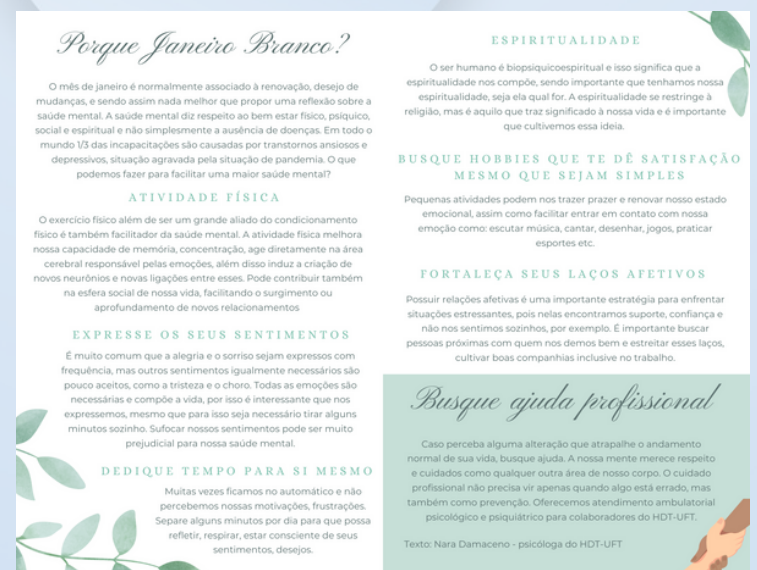 Porque Janeiro Branco?
O mês de janeiro é normalmente associado à renovação, desejo de
mudanças, e sendo assim nada melhor que propor uma reflexão sobre a
saúde mental. A saúde mental diz respeito ao bem estar físico, psíquico,
social e espiritual e não simplesmente a ausência de doenças. Em todo o
mundo 1/3 das incapacitações são causadas por transtornos ansiosos e
depressivos, situação agravada pela situação de pandemia. O que
podemos fazer para facilitar uma maior saúde mental?
ATIVIDADE FÍSICA
O exercício físico além de ser um grande aliado do condicionamento
físico é também facilitador da saúde mental. A atividade física melhora
nossa capacidade de memória, concentração, age diretamente na área
cerebral responsável pelas emoções, além disso induz a criação de
novos neurônios e novas ligações entre esses. Pode contribuir também
na esfera social de nossa vida, facilitando o surgimento ou
aprofundamento de novos relacionamentos
EXPRESSE OS SEUS SENTIMENTOS
É muito comum que a alegria e o sorriso sejam expressos com
frequência, mas outros sentimentos igualmente necessários são
pouco aceitos, como a tristeza e o choro. Todas as emoções são
necessárias e compõe a vida, por isso é interessante que nos
expressemos, mesmo que para isso seja necessário tirar alguns
minutos sozinho. Sufocar nossos sentimentos pode ser muito
prejudicial para nossa saúde mental.
DEDIQUE TEMPO PARA SI MESMO
Muitas vezes ficamos no automático e não
percebemos nossas motivações, frustrações.
Separe alguns minutos por dia para que possa
refletir, respirar, estar consciente de seus
sentimentos, desejos.
ESPIRITUALIDADE
O ser humano é biopsiquicoespiritual e isso significa que a
espiritualidade nos compõe, sendo importante que tenhamos nossa
espiritualidade, seja ela qual for. A espiritualidade se restringe à
religião, mas é aquilo que traz significado à nossa vida e é importante
que cultivemos essa ideia.
BUSQUE HOBBIES QUE TE DÊ SATISFAÇÃO
MESMO QUE SEJAM SIMPLES
Pequenas atividades podem nos trazer prazer e renovar nosso estado
emocional, assim como facilitar entrar em contato com nossa
emoção como: escutar música, cantar, desenhar, jogos, praticar
esportes etc.
FORTALEÇA SEUS LAÇOS AFETIVOS
Possuir relações afetivas é uma importante estratégia para enfrentar
situações estressantes, pois nelas encontramos suporte, confiança e
não nos sentimos sozinhos, por exemplo. É importante buscar
pessoas próximas com quem nos demos bem e estreitar esses laços,
cultivar boas companhias inclusive no trabalho.
Busque ajuda profissional
Caso perceba alguma alteração que atrapalhe o andamento
normal de sua vida, busque ajuda. A nossa mente merece respeito
e cuidados como qualquer outra área de nosso corpo. O cuidado
profissional não precisa vir apenas quando algo está errado, mas
também como prevenção. Oferecemos atendimento ambulatorial
psicológico e psiquiátrico para colaboradores do HDT-UFT.
Texto: Nara Damaceno - psicóloga do HDT-UFT